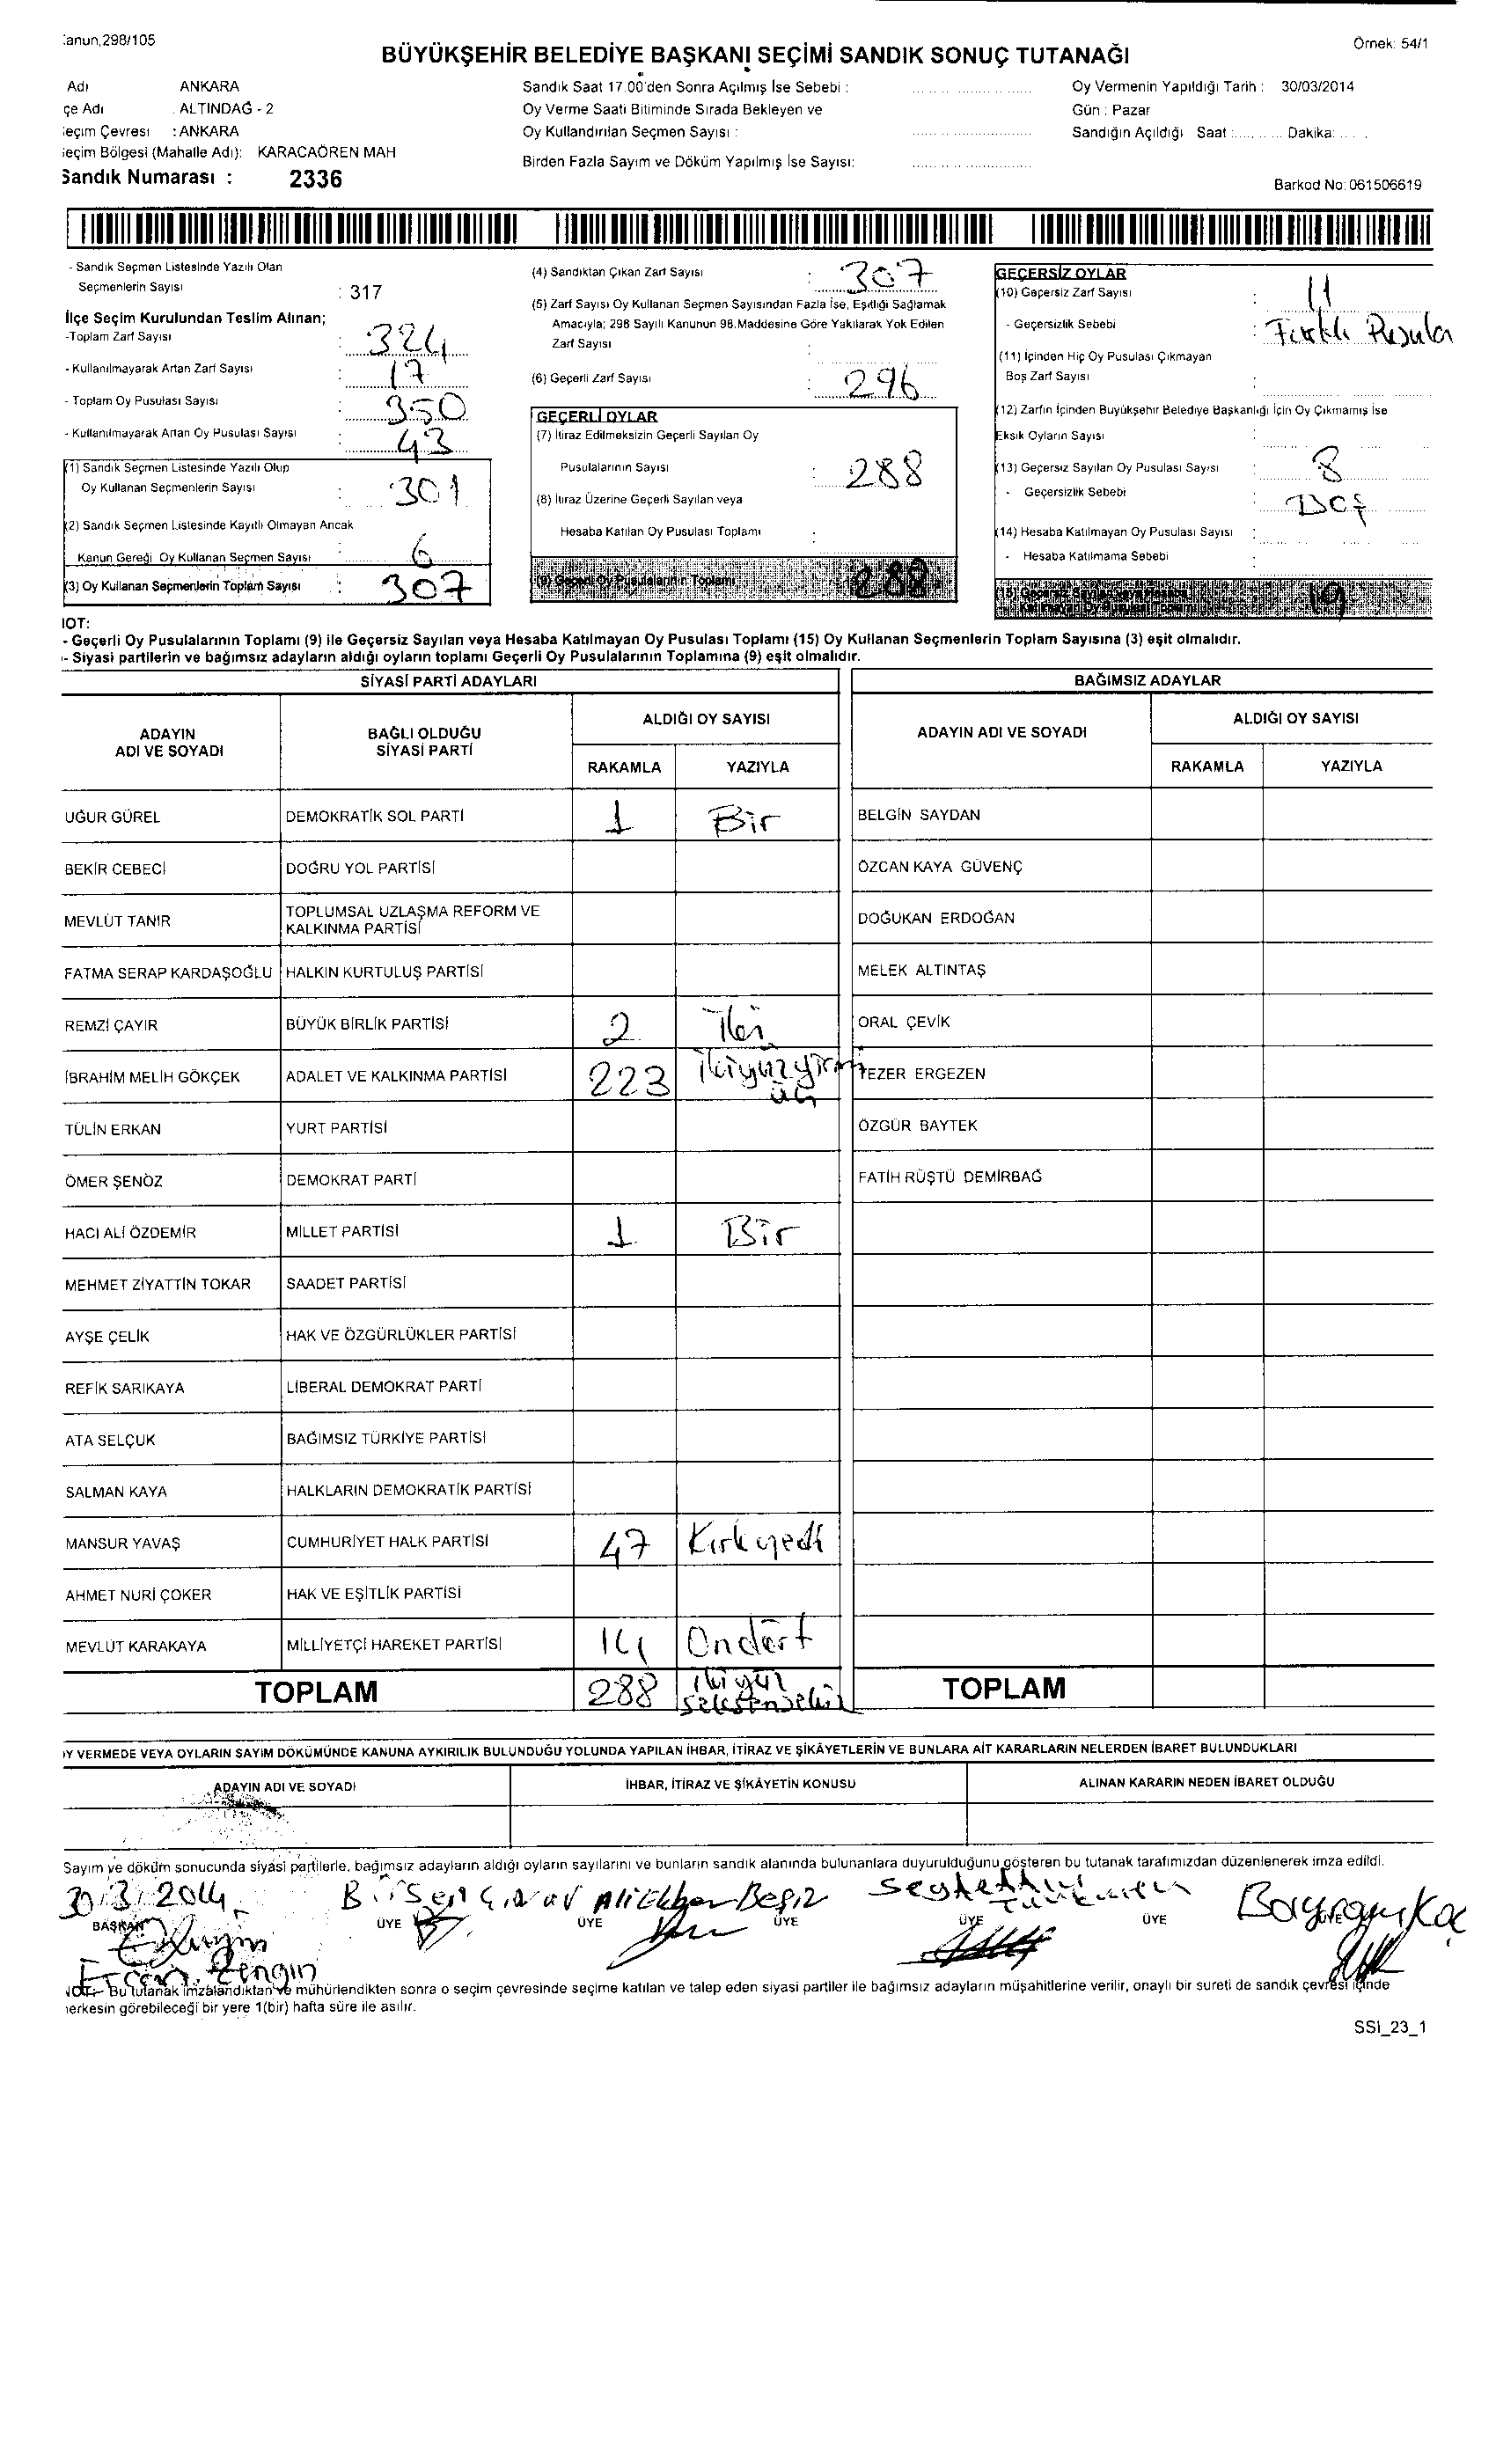 anun,298/105
Örnek: 54/1
BÜYÜKŞEHİR BELEDİYE BAŞKANI SEÇİMİ SANDIK SONUÇ TUTANAĞI
Adı ANKARA
çe Adı ALTINDAĞ - 2
eçim Çevresi : ANKARA
eçim Bölgesi (Mahalle Adı): KARACAÖREN MAH
Sandık Numarası : 2336
Sandık Saat 17.00'den Sonra Açılmış İse Sebebi :
Oy Verme Saati Bitiminde Sırada Bekleyen ve
Oy Kullandırılan Seçmen Sayısı :
Birden Fazla Sayım ve Döküm Yapılmış İse Sayısı:
Oy Vermenin Yapıldığı Tarih : 30/03/2014
Gün : Pazar
Sandığın Açıldığı Saat :.......... Dakika: .....
Barkod No: 061506619
- Sandık Seçmen Listesinde Yazılı Olan
Seçmenlerin Sayısı : 317
İlçe Seçim Kurulundan Teslim Alınan;
-Toplam Zarf Sayısı : 324
- Kullanılmayarak Artan Zarf Sayısı : 17
- Toplam Oy Pusulası Sayısı : 350
- Kullanılmayarak Artan Oy Pusulası Sayısı : 43
(1) Sandık Seçmen Listesinde Yazılı Olup
Oy Kullanan Seçmenlerin Sayısı : 301
(2) Sandık Seçmen Listesinde Kayıtlı Olmayan Ancak
Kanun Gereği Oy Kullanan Seçmen Sayısı : 6
(3) Oy Kullanan Seçmenlerin Toplam Sayısı : 307
(4) Sandıktan Çıkan Zarf Sayısı : 307
(5) Zarf Sayısı Oy Kullanan Seçmen Sayısından Fazla İse, Eşitliği Sağlamak
Amacıyla; 298 Sayılı Kanunun 98.Maddesine Göre Yakılarak Yok Edilen
Zarf Sayısı :
(6) Geçerli Zarf Sayısı : 296
GEÇERLİ OYLAR
(7) İtiraz Edilmeksizin Geçerli Sayılan Oy
Pusulalarının Sayısı : 288
(8) İtiraz Üzerine Geçerli Sayılan veya
Hesaba Katılan Oy Pusulası Toplamı :
(9) Geçerli Oy Pusulalarının Toplamı 288
GEÇERSİZ OYLAR
(10) Geçersiz Zarf Sayısı : 11
- Geçersizlik Sebebi : Farklı Pusula
(11) İçinden Hiç Oy Pusulası Çıkmayan
Boş Zarf Sayısı :
(12) Zarfın İçinden Büyükşehir Belediye Başkanlığı İçin Oy Çıkmamış İse
Eksik Oyların Sayısı :
(13) Geçersiz Sayılan Oy Pusulası Sayısı : 8
- Geçersizlik Sebebi : Boş
(14) Hesaba Katılmayan Oy Pusulası Sayısı :
- Hesaba Katılmama Sebebi :
(15) Geçersiz Sayılan veya Hesaba
Katılmayan Oy Pusulası Toplamı 19
OT:
- Geçerli Oy Pusulalarının Toplamı (9) ile Geçersiz Sayılan veya Hesaba Katılmayan Oy Pusulası Toplamı (15) Oy Kullanan Seçmenlerin Toplam Sayısına (3) eşit olmalıdır.
- Siyasi partilerin ve bağımsız adayların aldığı oyların toplamı Geçerli Oy Pusulalarının Toplamına (9) eşit olmalıdır.
SİYASİ PARTİ ADAYLARI BAĞIMSIZ ADAYLAR
ADAYIN ADI VE SOYADI BAĞLI OLDUĞU SİYASİ PARTİ ALDIĞI OY SAYISI ADAYIN ADI VE SOYADI ALDIĞI OY SAYISI
RAKAMLA YAZIYLA RAKAMLA YAZIYLA
UĞUR GÜREL DEMOKRATİK SOL PARTİ 1 Bir BELGİN SAYDAN
BEKİR CEBECİ DOĞRU YOL PARTİSİ ÖZCAN KAYA GÜVENÇ
MEVLÜT TANIR TOPLUMSAL UZLAŞMA REFORM VE KALKINMA PARTİSİ DOĞUKAN ERDOĞAN
FATMA SERAP KARDAŞOĞLU HALKIN KURTULUŞ PARTİSİ MELEK ALTINTAŞ
REMZİ ÇAYIR BÜYÜK BİRLİK PARTİSİ 2 İki ORAL ÇEVİK
İBRAHİM MELİH GÖKÇEK ADALET VE KALKINMA PARTİSİ 223 ikiyüzyirmi üç TEZER ERGEZEN
TÜLİN ERKAN YURT PARTİSİ ÖZGÜR BAYTEK
ÖMER ŞENÖZ DEMOKRAT PARTİ FATİH RÜŞTÜ DEMİRBAĞ
HACI ALİ ÖZDEMİR MİLLET PARTİSİ 1 Bir
MEHMET ZİYATTİN TOKAR SAADET PARTİSİ
AYŞE ÇELİK HAK VE ÖZGÜRLÜKLER PARTİSİ
REFİK SARIKAYA LİBERAL DEMOKRAT PARTİ
ATA SELÇUK BAĞIMSIZ TÜRKİYE PARTİSİ
SALMAN KAYA HALKLARIN DEMOKRATİK PARTİSİ
MANSUR YAVAŞ CUMHURİYET HALK PARTİSİ 47 Kırkyedi
AHMET NURİ ÇOKER HAK VE EŞİTLİK PARTİSİ
MEVLÜT KARAKAYA MİLLİYETÇİ HAREKET PARTİSİ 14 Ondört
TOPLAM 288 ikiyüz seksensekiz TOPLAM
Y VERMEDE VEYA OYLARIN SAYIM DÖKÜMÜNDE KANUNA AYKIRILIK BULUNDUĞU YOLUNDA YAPILAN İHBAR, İTİRAZ VE ŞİKÂYETLERİN VE BUNLARA AİT KARARLARIN NELERDEN İBARET BULUNDUKLARI
ADAYIN ADI VE SOYADI İHBAR, İTİRAZ VE ŞİKÂYETİN KONUSU ALINAN KARARIN NEDEN İBARET OLDUĞU
Sayım ve döküm sonucunda siyasi partilerle, bağımsız adayların aldığı oyların sayılarını ve bunların sandık alanında bulunanlara duyurulduğunu gösteren bu tutanak tarafımızdan düzenlenerek imza edildi.
30/3/2014 Birsen Çınar Ali Ekber Beğiz Türkmen Bayram Koç
BAŞKAN ÜYE ÜYE ÜYE ÜYE ÜYE ÜYE
Ercan Zengin
NOT:- Bu tutanak imzalandıktan ve mühürlendikten sonra o seçim çevresinde seçime katılan ve talep eden siyasi partiler ile bağımsız adayların müşahitlerine verilir, onaylı bir sureti de sandık çevresi içinde
herkesin görebileceği bir yere 1(bir) hafta süre ile asılır.
SSİ_23_1